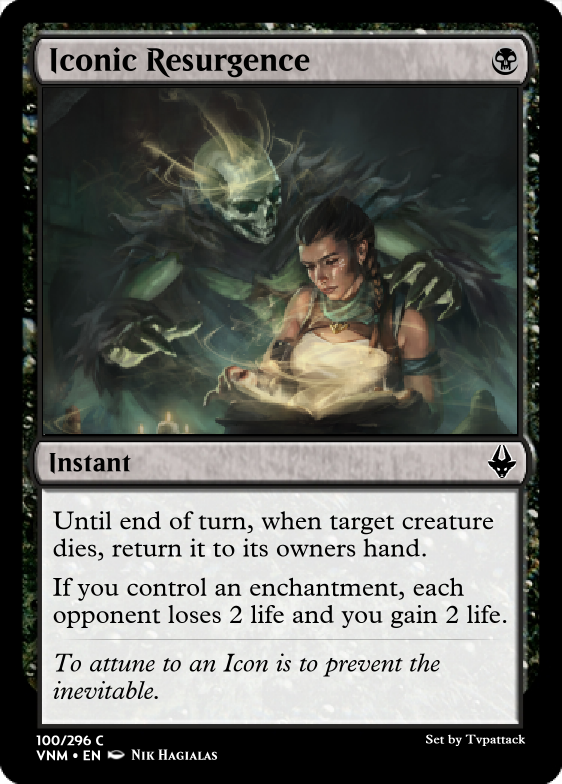 Iconic Resurgence
Instant
Until end of turn, when target creature
dies, return it to its owners hand.
If you control an enchantment, each
opponent loses 2 life and you gain 2 life.
To attune to an Icon is to prevent the
inevitable.
100/296 C
Set by Tvpattack
VNM • EN Nik Hagialas